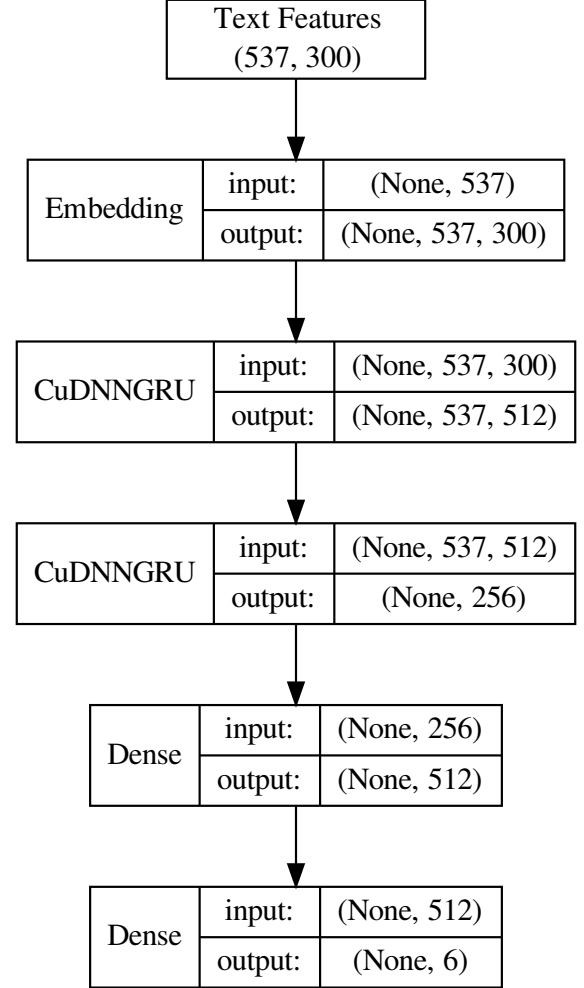 Text Features
(537, 300)
Embedding
input:
(None, 537)
output:
(None, 537, 300)
CuDNNGRU
input:
(None, 537, 300)
output:
(None, 537, 512)
CuDNNGRU
input:
(None, 537, 512)
output:
(None, 256)
Dense
input:
(None, 256)
output:
(None, 512)
Dense
input:
(None, 512)
output:
(None, 6)